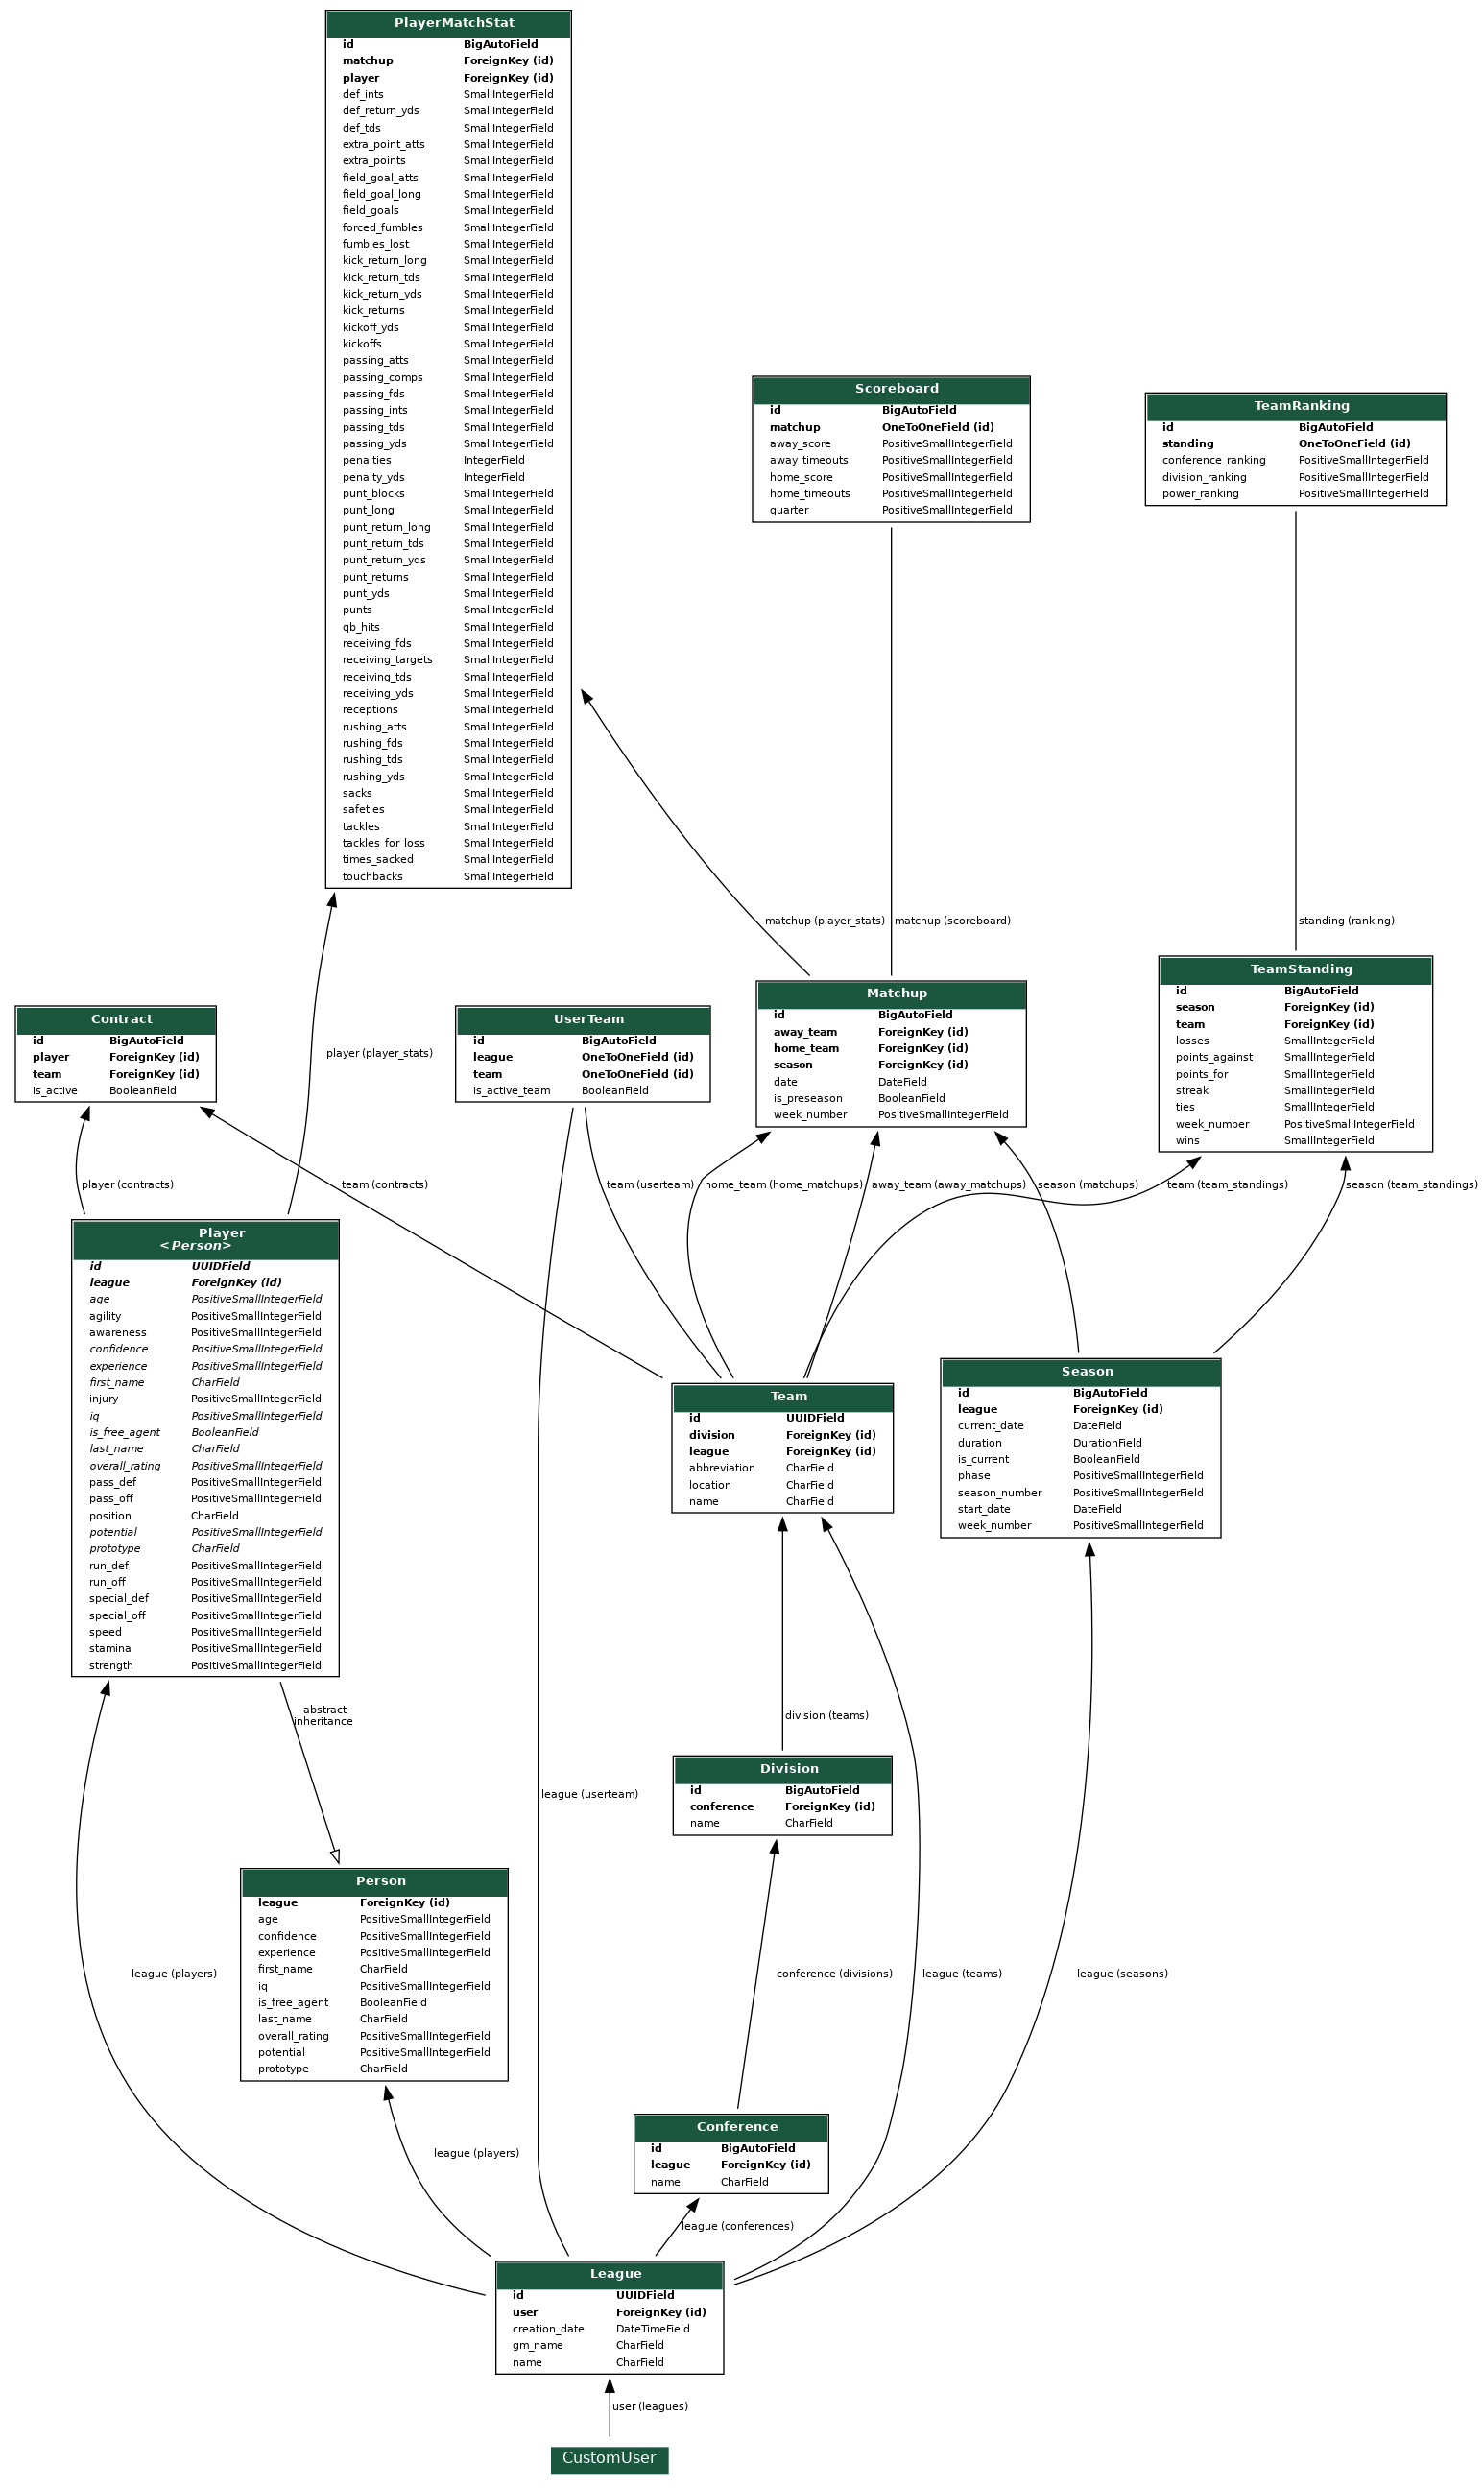 PlayerMatchStat
id BigAutoField
matchup ForeignKey (id)
player ForeignKey (id)
def_ints SmallIntegerField
def_return_yds SmallIntegerField
def_tds SmallIntegerField
extra_point_atts SmallIntegerField
extra_points SmallIntegerField
field_goal_atts SmallIntegerField
field_goal_long SmallIntegerField
field_goals SmallIntegerField
forced_fumbles SmallIntegerField
fumbles_lost SmallIntegerField
kick_return_long SmallIntegerField
kick_return_tds SmallIntegerField
kick_return_yds SmallIntegerField
kick_returns SmallIntegerField
kickoff_yds SmallIntegerField
kickoffs SmallIntegerField
passing_atts SmallIntegerField
passing_comps SmallIntegerField
passing_fds SmallIntegerField
passing_ints SmallIntegerField
passing_tds SmallIntegerField
passing_yds SmallIntegerField
penalties IntegerField
penalty_yds IntegerField
punt_blocks SmallIntegerField
punt_long SmallIntegerField
punt_return_long SmallIntegerField
punt_return_tds SmallIntegerField
punt_return_yds SmallIntegerField
punt_returns SmallIntegerField
punt_yds SmallIntegerField
punts SmallIntegerField
qb_hits SmallIntegerField
receiving_fds SmallIntegerField
receiving_targets SmallIntegerField
receiving_tds SmallIntegerField
receiving_yds SmallIntegerField
receptions SmallIntegerField
rushing_atts SmallIntegerField
rushing_fds SmallIntegerField
rushing_tds SmallIntegerField
rushing_yds SmallIntegerField
sacks SmallIntegerField
safeties SmallIntegerField
tackles SmallIntegerField
tackles_for_loss SmallIntegerField
times_sacked SmallIntegerField
touchbacks SmallIntegerField
Scoreboard
id BigAutoField
matchup OneToOneField (id)
away_score PositiveSmallIntegerField
away_timeouts PositiveSmallIntegerField
home_score PositiveSmallIntegerField
home_timeouts PositiveSmallIntegerField
quarter PositiveSmallIntegerField
TeamRanking
id BigAutoField
standing OneToOneField (id)
conference_ranking PositiveSmallIntegerField
division_ranking PositiveSmallIntegerField
power_ranking PositiveSmallIntegerField
matchup (player_stats)
matchup (scoreboard)
standing (ranking)
Contract
id BigAutoField
player ForeignKey (id)
team ForeignKey (id)
is_active BooleanField
player (player_stats)
UserTeam
id BigAutoField
league OneToOneField (id)
team OneToOneField (id)
is_active_team BooleanField
Matchup
id BigAutoField
away_team ForeignKey (id)
home_team ForeignKey (id)
season ForeignKey (id)
date DateField
is_preseason BooleanField
week_number PositiveSmallIntegerField
TeamStanding
id BigAutoField
season ForeignKey (id)
team ForeignKey (id)
losses SmallIntegerField
points_against SmallIntegerField
points_for SmallIntegerField
streak SmallIntegerField
ties SmallIntegerField
week_number PositiveSmallIntegerField
wins SmallIntegerField
player (contracts)
team (contracts)
team (userteam)
home_team (home_matchups)
away_team (away_matchups)
season (matchups)
team (team_standings)
season (team_standings)
Player
<Person>
id UUIDField
league ForeignKey (id)
age PositiveSmallIntegerField
agility PositiveSmallIntegerField
awareness PositiveSmallIntegerField
confidence PositiveSmallIntegerField
experience PositiveSmallIntegerField
first_name CharField
injury PositiveSmallIntegerField
iq PositiveSmallIntegerField
is_free_agent BooleanField
last_name CharField
overall_rating PositiveSmallIntegerField
pass_def PositiveSmallIntegerField
pass_off PositiveSmallIntegerField
position CharField
potential PositiveSmallIntegerField
prototype CharField
run_def PositiveSmallIntegerField
run_off PositiveSmallIntegerField
special_def PositiveSmallIntegerField
special_off PositiveSmallIntegerField
speed PositiveSmallIntegerField
stamina PositiveSmallIntegerField
strength PositiveSmallIntegerField
Team
id UUIDField
division ForeignKey (id)
league ForeignKey (id)
abbreviation CharField
location CharField
name CharField
Season
id BigAutoField
league ForeignKey (id)
current_date DateField
duration DurationField
is_current BooleanField
phase PositiveSmallIntegerField
season_number PositiveSmallIntegerField
start_date DateField
week_number PositiveSmallIntegerField
abstract
inheritance
division (teams)
league (userteam)
Division
id BigAutoField
conference ForeignKey (id)
name CharField
Person
league ForeignKey (id)
age PositiveSmallIntegerField
confidence PositiveSmallIntegerField
experience PositiveSmallIntegerField
first_name CharField
iq PositiveSmallIntegerField
is_free_agent BooleanField
last_name CharField
overall_rating PositiveSmallIntegerField
potential PositiveSmallIntegerField
prototype CharField
league (players)
conference (divisions)
league (teams)
league (seasons)
Conference
id BigAutoField
league ForeignKey (id)
name CharField
league (players)
league (conferences)
League
id UUIDField
user ForeignKey (id)
creation_date DateTimeField
gm_name CharField
name CharField
user (leagues)
CustomUser